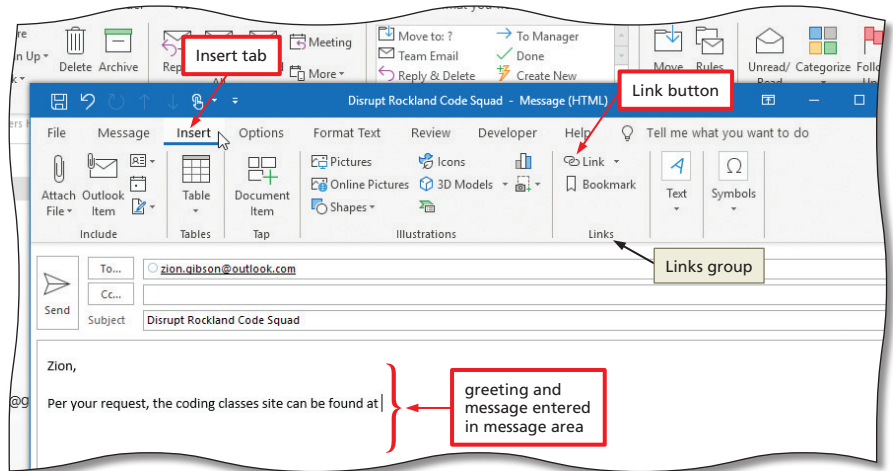 Meeting
Move to: ?
To Manager
Team Email
Done
Delete
Archive
More
Reply & Delete
Create New
Move
Rules
Unread/
Categorize
Insert tab
Link button
Disrupt Rockland Code Squad - Message (HTML)
File Message Insert Options Format Text Review Developer Help Tell me what you want to do
Pictures Icons Link
Attach Outlook Table Document Online Pictures 3D Models Bookmark Text Symbols
File Item Item Shapes
Include Tables Tap Illustrations Links
Links group
To... zion.gibson@outlook.com
Cc...
Send
Subject Disrupt Rockland Code Squad
Zion,
@g
Per your request, the coding classes site can be found at
greeting and
message entered
in message area